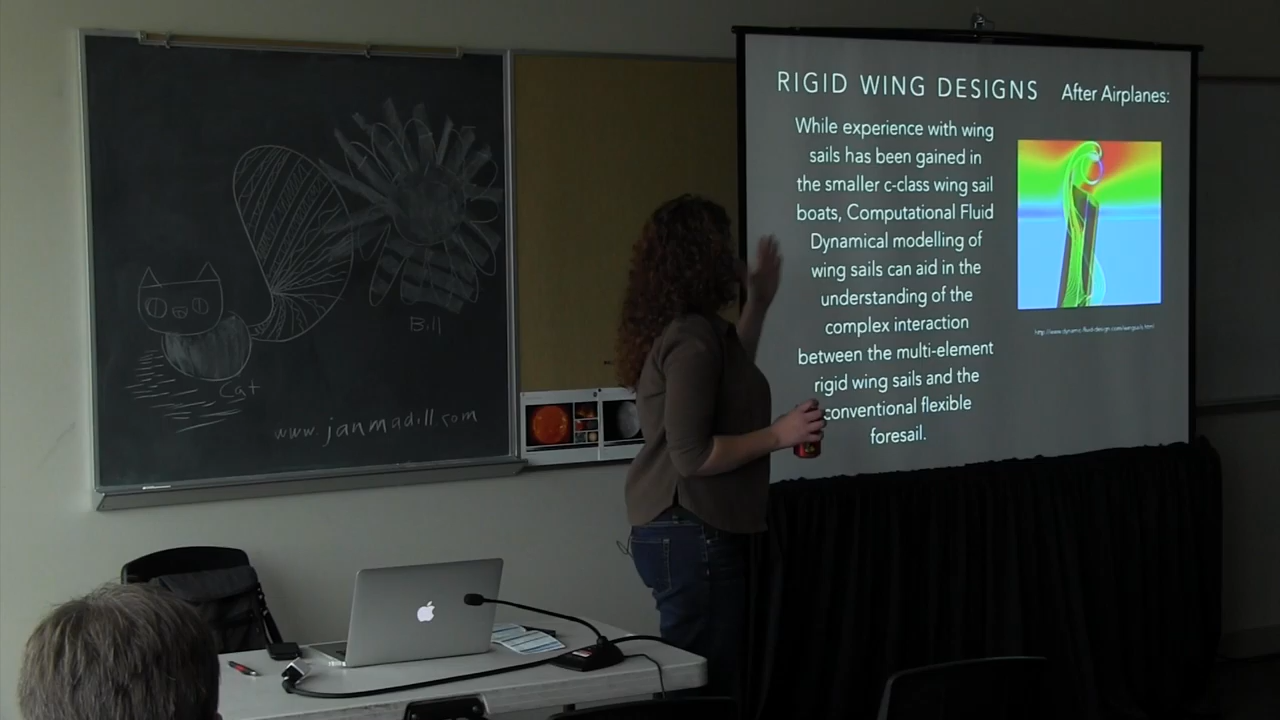 RIGID WING DESIGNS After Airplanes:
While experience with wing
sails has been gained in
the smaller c-class wing sail
boats, Computational Fluid
Dynamical modelling of
wing sails can aid in the
understanding of the
complex interaction
between the multi-element
rigid wing sails and the
conventional flexible
foresail.
Bill
Cat
www.janmadill.com